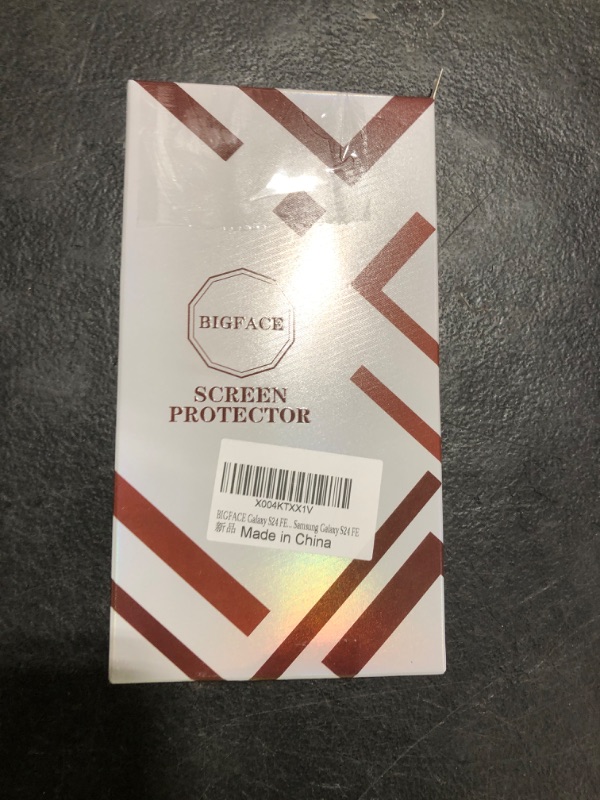 BIGFACE
SCREEN
PROTECTOR
X004KTXX1V
BIGFACE Galaxy S24 FE .. Samsung Galaxy S24 FE
新品 Made in China